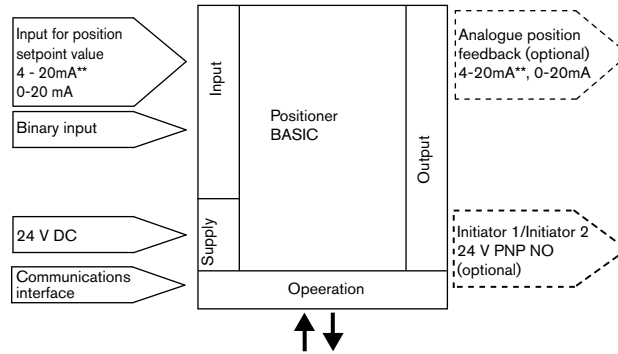 Input for position
setpoint value
4 - 20mA**
0-20 mA
Binary input
24 V DC
Communications
interface
Input
Supply
Positioner
BASIC
Output
Opeeration
Analogue position
feedback (optional)
4-20mA**, 0-20mA
Initiator 1/Initiator 2
24 V PNP NO
(optional)